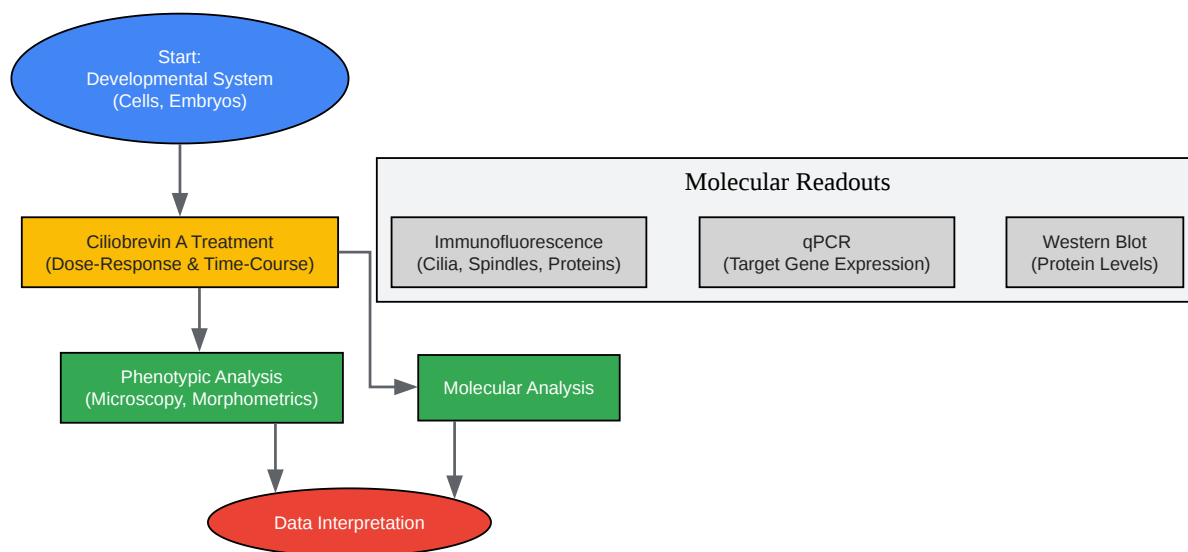 Start:
Developmental System
(Cells, Embryos)
Molecular Readouts
Ciliobrevin A Treatment
(Dose-Response & Time-Course)
Immunofluorescence
(Cilia, Spindles, Proteins)
qPCR
(Target Gene Expression)
Western Blot
(Protein Levels)
Phenotypic Analysis
(Microscopy, Morphometrics)
Molecular Analysis
Data Interpretation